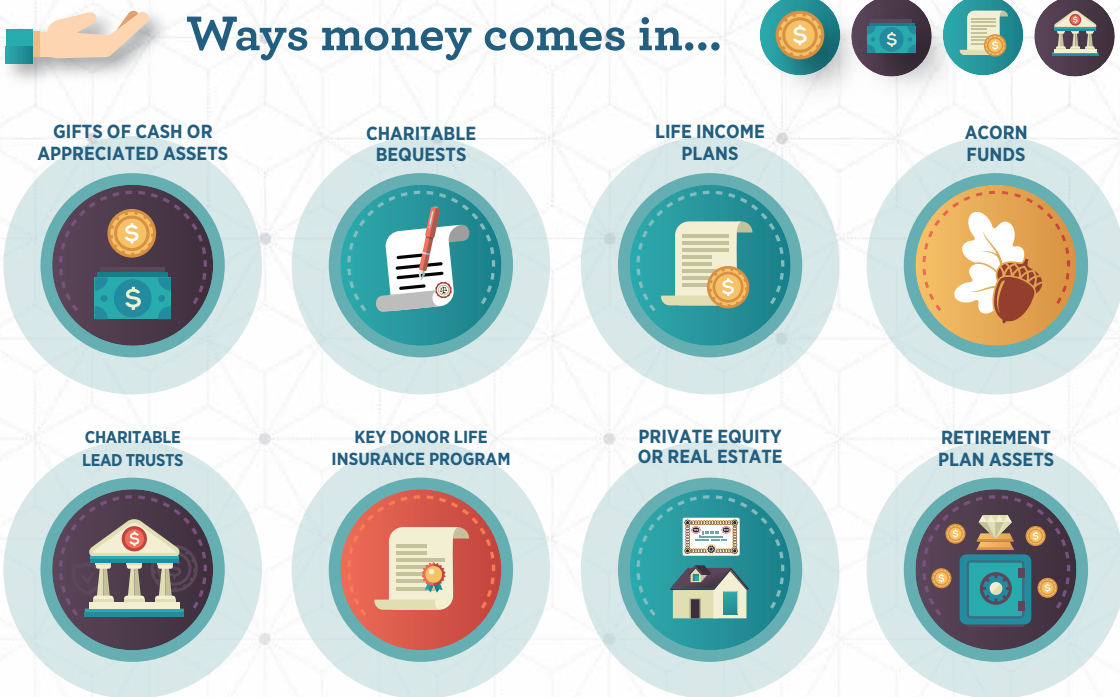 Ways money comes in...
GIFTS OF CASH OR
APPRECIATED ASSETS
CHARITABLE
BEQUESTS
LIFE INCOME
PLANS
ACORN
FUNDS
CHARITABLE
LEAD TRUSTS
KEY DONOR LIFE
INSURANCE PROGRAM
PRIVATE EQUITY
OR REAL ESTATE
RETIREMENT
PLAN ASSETS